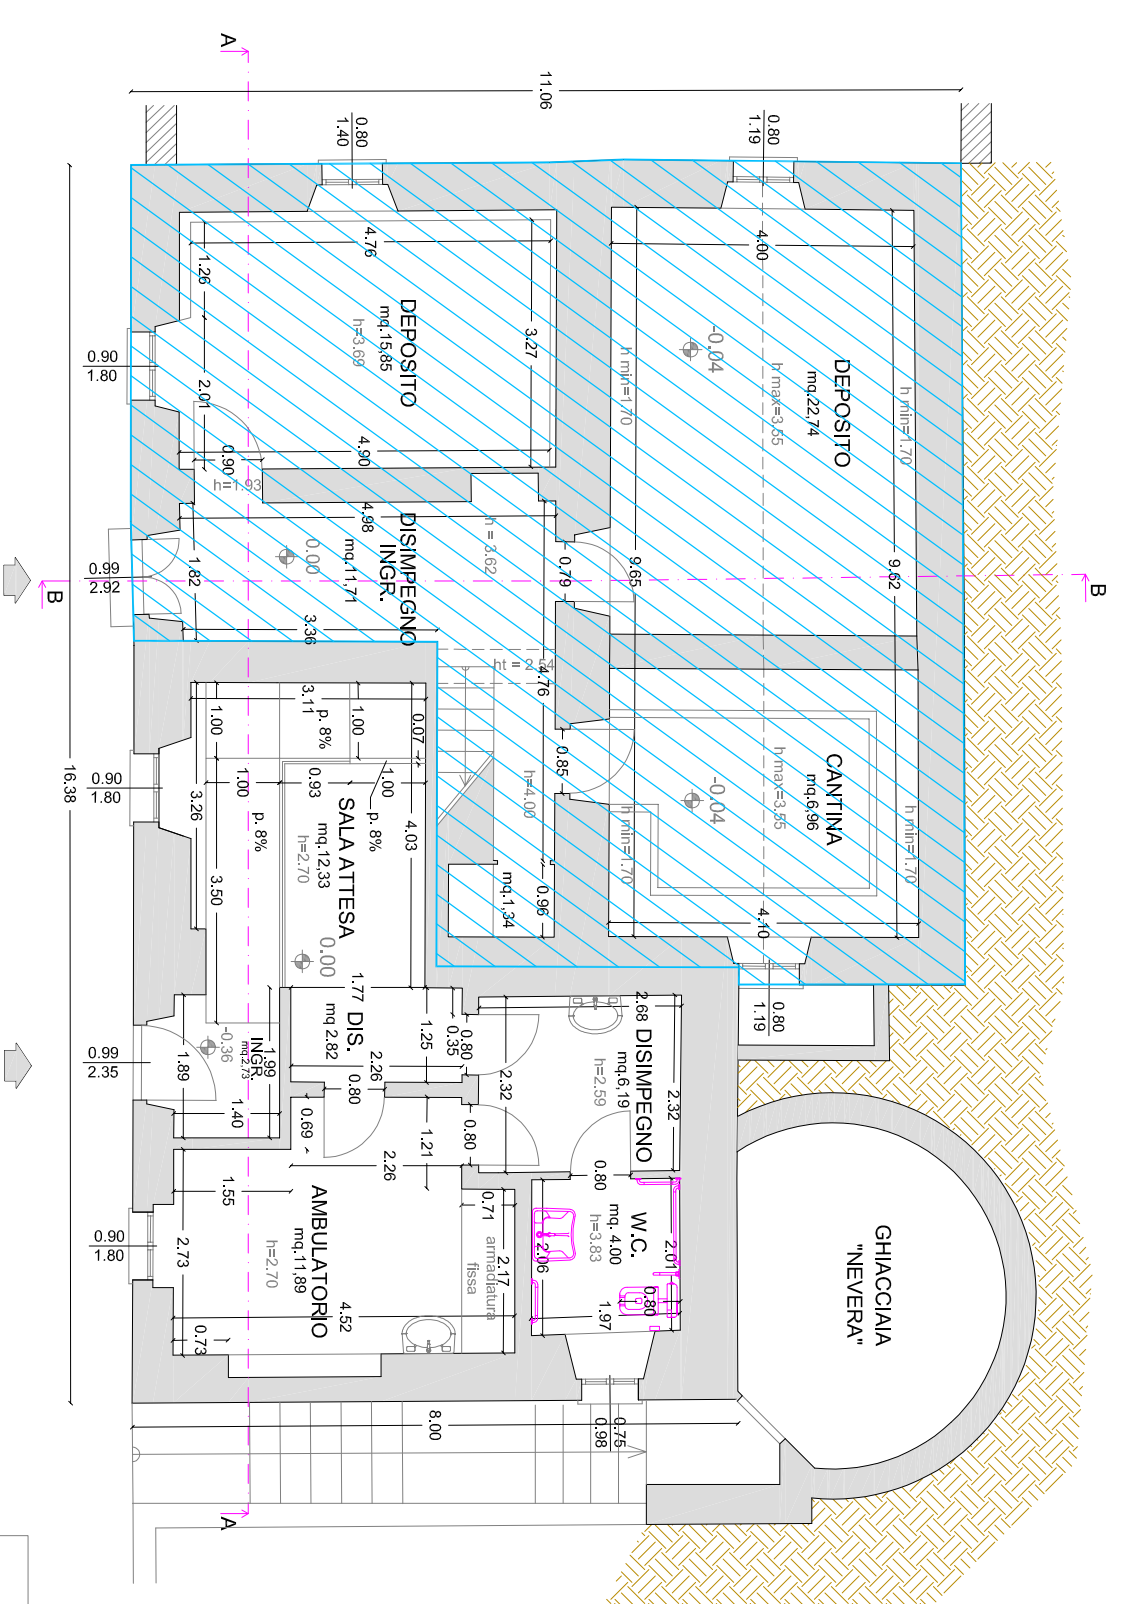 A
11.06
0.80
1.40
0.80
1.19
4.76
1.26
2.01
DEPOSITO
mq.15,85
h=3.69
3.27
4.90
0.90
h=1.93
0.90
1.80
4.00
-0.04
DEPOSITO
mq.22,74
h max=3.55
h min=1.70
h min=1.70
9.65
9.62
4.98
DISIMPEGNO
INGR.
mq.11,71
0.00
h = 3.62
1.82
3.36
0.79
0.99
2.92
B
B
ht = 2.54
4.76
0.85
h=4.00
mq.1,34
0.96
CANTINA
mq.6,96
h max=3.55
-0.04
h min=1.70
h min=1.70
4.10
0.80
1.19
16.38
3.11
p. 8%
1.00
1.00
0.07
1.00
0.93
1.00
p. 8%
p. 8%
3.26
3.50
4.03
SALA ATTESA
mq.12,33
h=2.70
0.00
0.90
1.80
1.77
DIS.
mq 2.82
1.25
0.35
0.80
2.26
0.80
INGR.
mq.2,73
-0.36
1.99
1.89
1.40
0.99
2.35
2.68
DISIMPEGNO
mq.6,19
h=2.59
2.32
2.32
0.80
0.80
0.69
1.21
2.26
1.55
2.73
AMBULATORIO
mq.11,89
h=2.70
4.52
0.73
0.71
armadiatura
fissa
2.17
0.90
1.80
W.C.
mq. 4.00
h=3.83
2.01
2.06
0.80
1.97
0.75
0.98
8.00
GHIACCIAIA
"NEVERA"
A